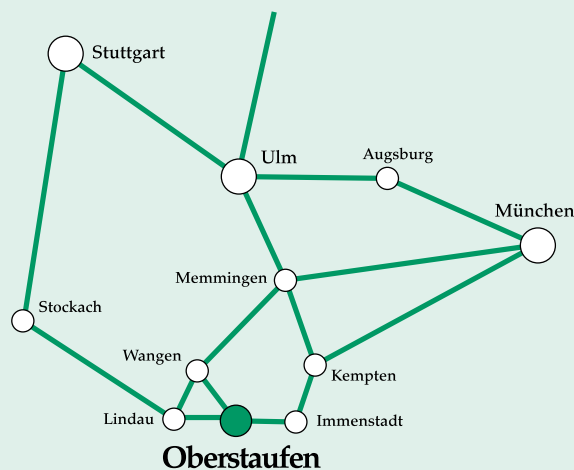 Stuttgart
Ulm
Augsburg
München
Memmingen
Stockach
Wangen
Kempten
Lindau
Immenstadt
Oberstaufen